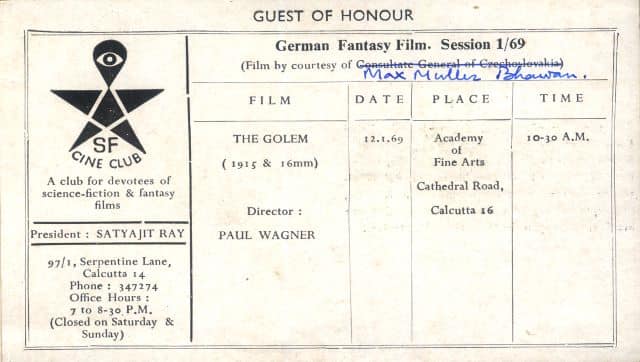 GUEST OF HONOUR
SF
CINE CLUB
A club for devotees of
science-fiction & fantasy
films
President : SATYAJIT RAY
97/1, Serpentine Lane,
Calcutta 14
Phone : 347274
Office Hours :
7 to 8-30 P.M.
(Closed on Saturday &
Sunday)
German Fantasy Film. Session 1/69
(Film by courtesy of Consultate General of Czechoslovakia)
Max Muller Bhawan.
FILM DATE PLACE TIME
THE GOLEM 12.1.69 Academy 10-30 A.M.
of
( 1915 & 16mm) Fine Arts
Cathedral Road,
Director : Calcutta 16
PAUL WAGNER